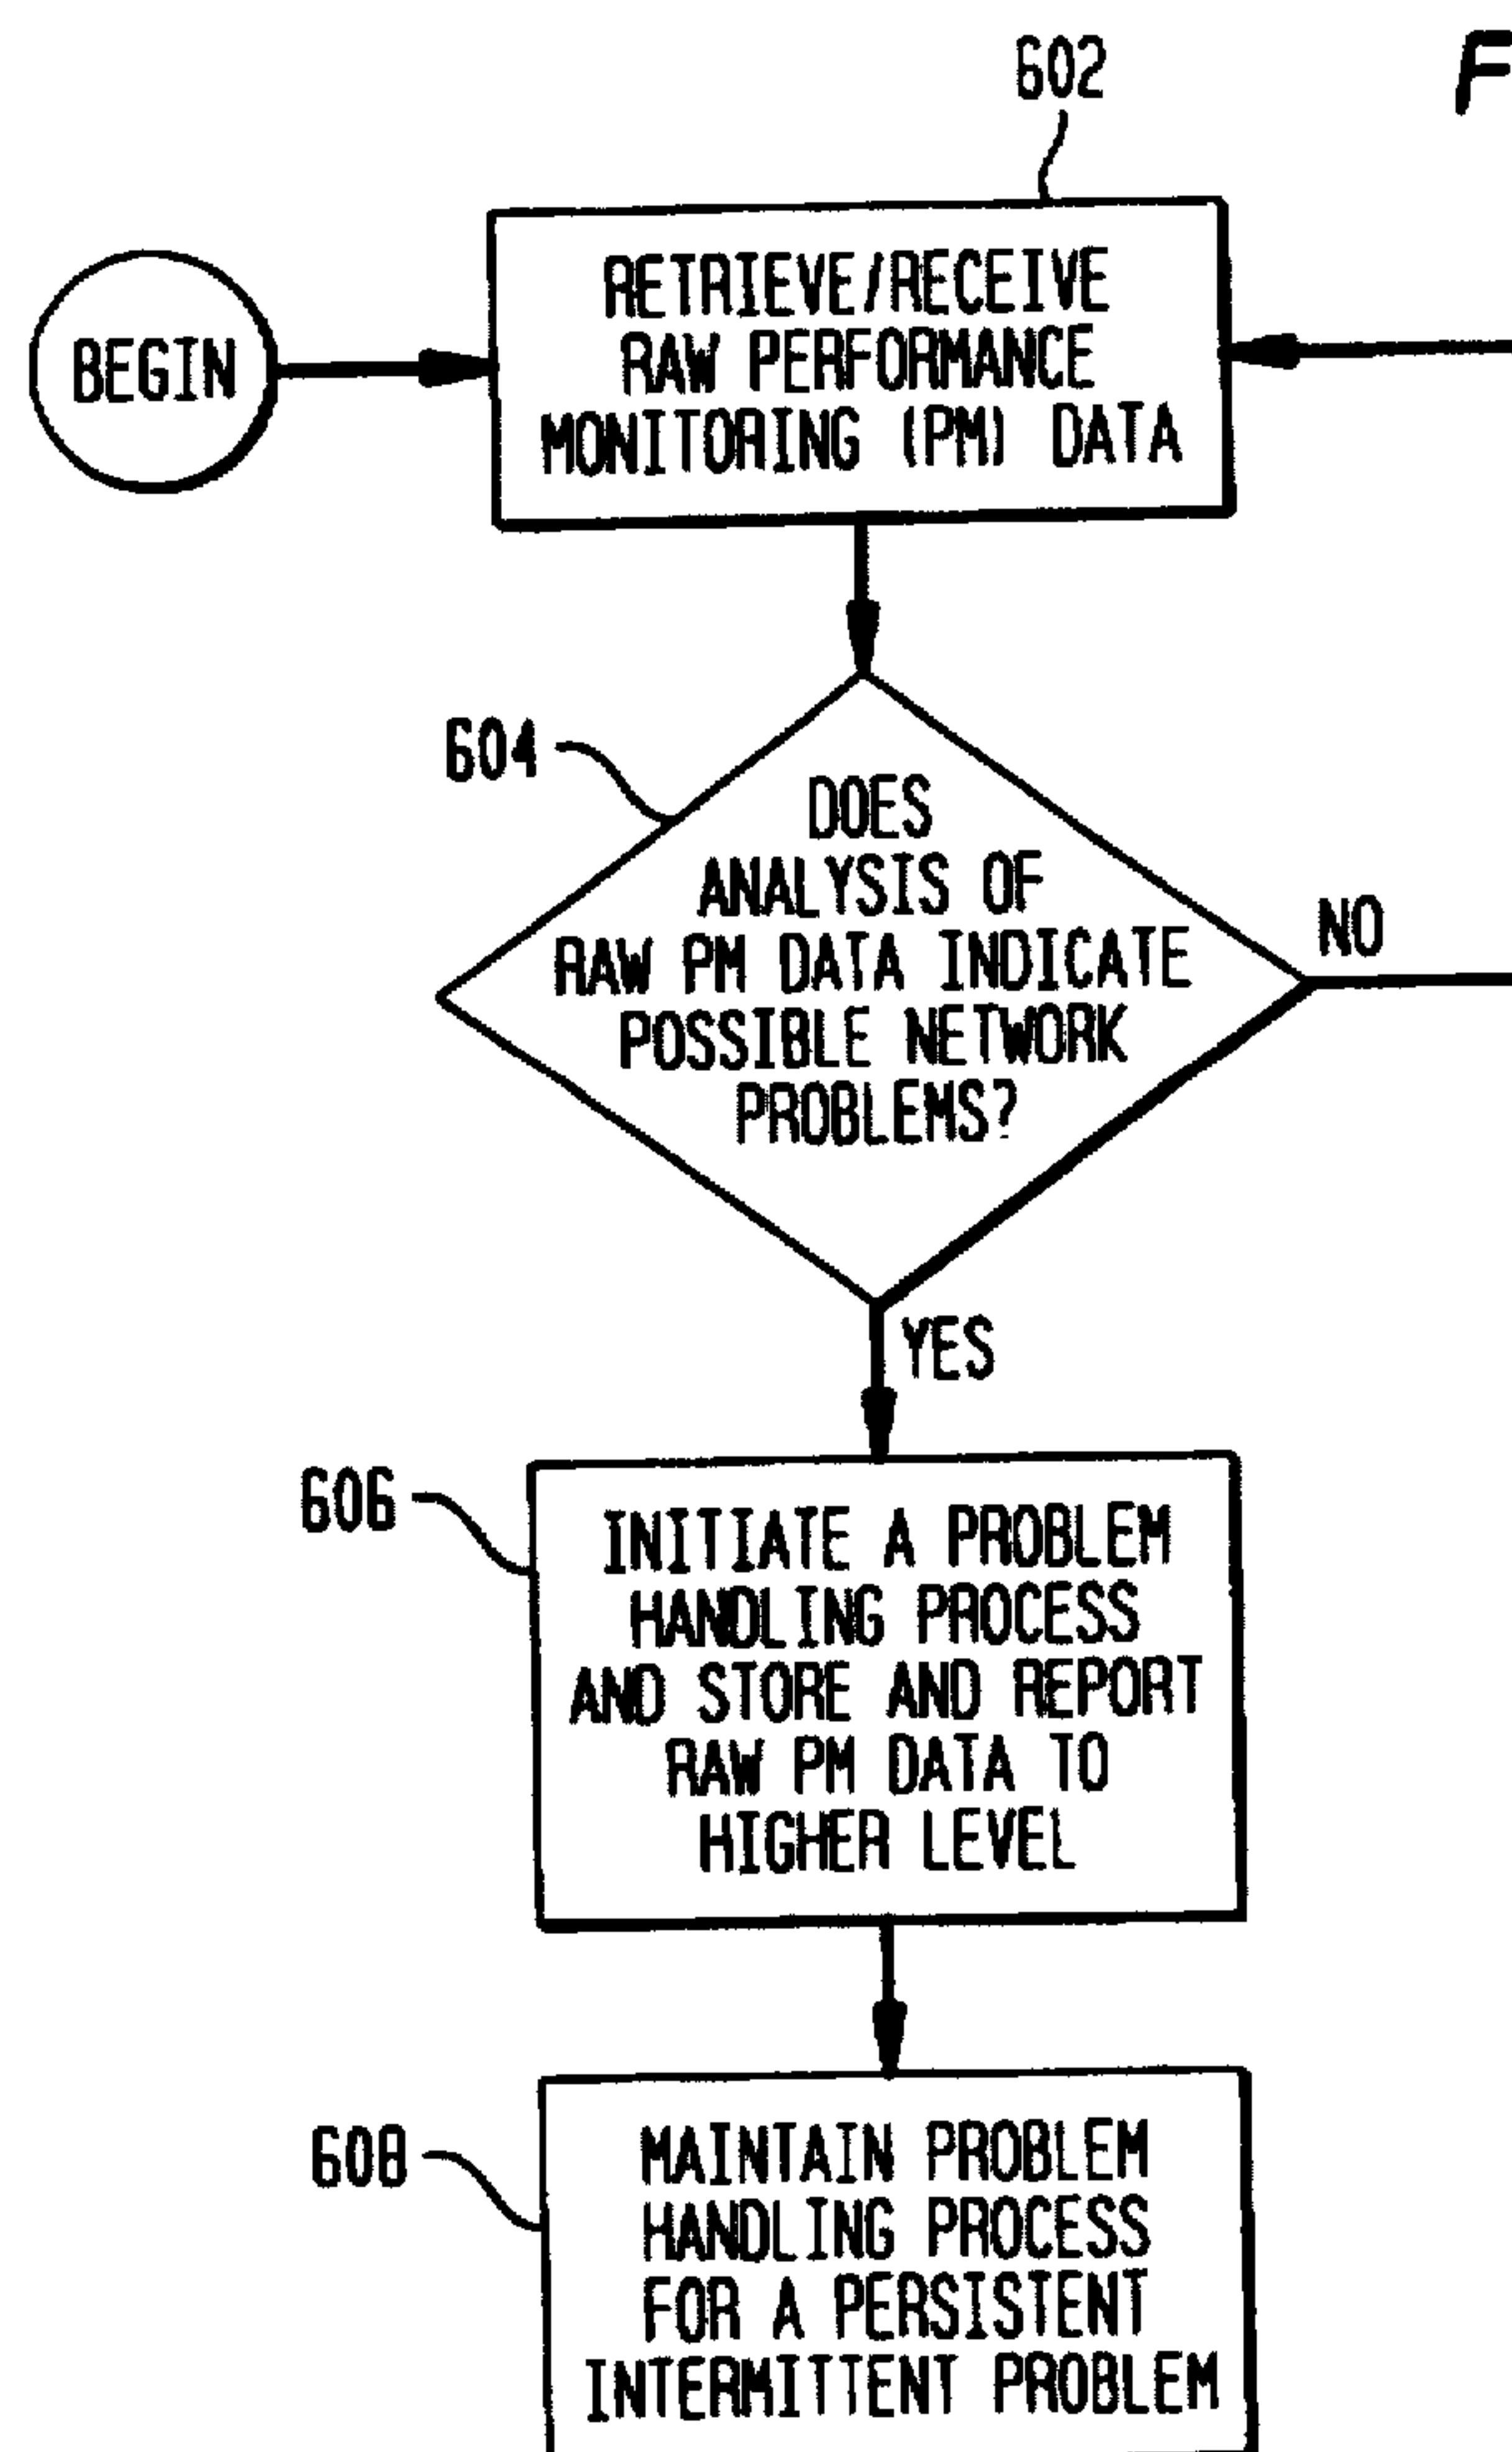 602
F
BEGIN
RETRIEVE/RECEIVE
RAW PERFORMANCE
MONITORING (PM) DATA
604
DOES
ANALYSIS OF
RAW PM DATA INDICATE
POSSIBLE NETWORK
PROBLEMS?
NO
YES
606
INITIATE A PROBLEM
HANDLING PROCESS
AND STORE AND REPORT
RAW PM DATA TO
HIGHER LEVEL
608
MAINTAIN PROBLEM
HANDLING PROCESS
FOR A PERSISTENT
INTERMITTENT PROBLEM